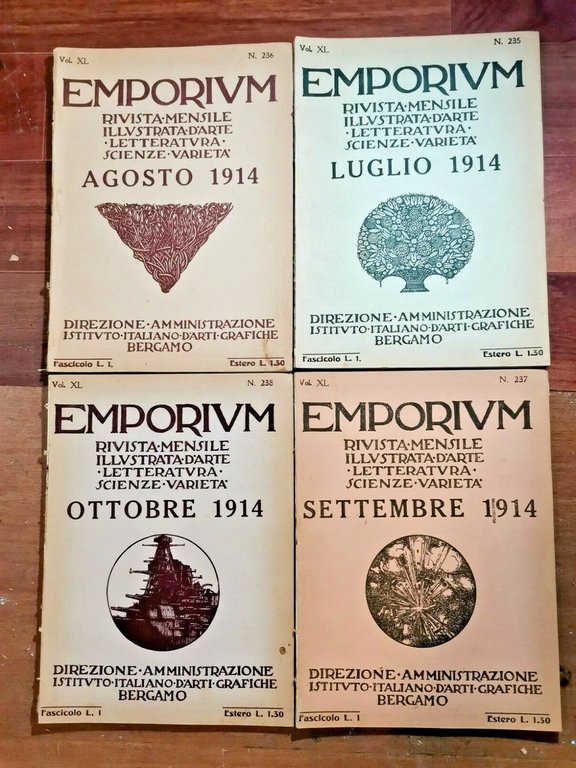 Vol. XL.
N. 236
EMPORIVM
RIVISTA·MENSILE
ILLVSTRATA·D'ARTE
·LETTERATVRA·
SCIENZE·VARIETA'
AGOSTO 1914
DIREZIONE·AMMINISTRAZIONE
ISTITVTO·ITALIANO·D'ARTI·GRAFICHE
BERGAMO
Fascicolo L. 1.
Estero L. 1.30
Vol. XL.
N. 235
EMPORIVM
RIVISTA·MENSILE
ILLVSTRATA·D'ARTE
·LETTERATVRA·
SCIENZE·VARIETA'
LUGLIO 1914
DIREZIONE·AMMINISTRAZIONE
ISTITVTO·ITALIANO·D'ARTI·GRAFICHE
BERGAMO
Fascicolo L. 1.
Estero L. 1.30
Vol. XL.
N. 238
EMPORIVM
RIVISTA·MENSILE
ILLVSTRATA·D'ARTE
·LETTERATVRA·
SCIENZE·VARIETA'
OTTOBRE 1914
DIREZIONE·AMMINISTRAZIONE
ISTITVTO·ITALIANO·D'ARTI·GRAFICHE
BERGAMO
Fascicolo L. 1
Estero L. 1.30
Vol. XL.
N. 237
EMPORIVM
RIVISTA·MENSILE
ILLVSTRATA·D'ARTE
·LETTERATVRA·
SCIENZE·VARIETA'
SETTEMBRE 1914
DIREZIONE·AMMINISTRAZIONE
ISTITVTO·ITALIANO·D'ARTI·GRAFICHE
BERGAMO
Fascicolo L. 1
Estero L. 1.30